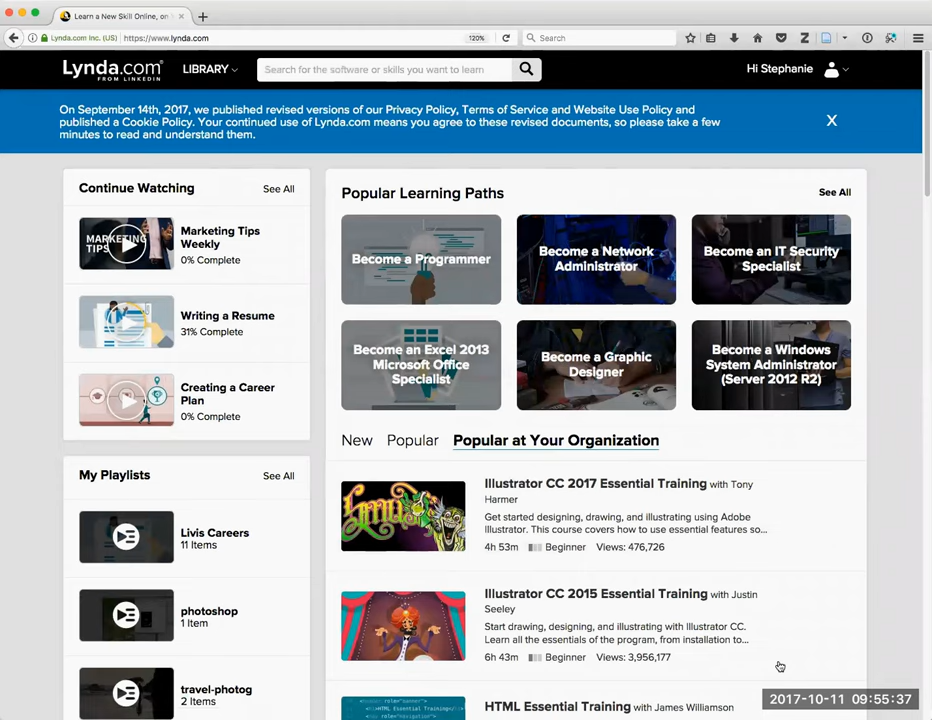 Learn a New Skill Online, on
Lynda.com Inc. (US)
https://www.lynda.com
120%
Search
Lynda.com®
FROM LINKEDIN
LIBRARY
Search for the software or skills you want to learn
Hi Stephanie
On September 14th, 2017, we published revised versions of our Privacy Policy, Terms of Service and Website Use Policy and
published a Cookie Policy. Your continued use of Lynda.com means you agree to these revised documents, so please take a few
minutes to read and understand them.
X
Continue Watching
See All
MARKETING
TIPS
Marketing Tips
Weekly
0% Complete
Writing a Resume
31% Complete
Creating a Career
Plan
0% Complete
My Playlists
See All
Livis Careers
11 Items
photoshop
1 Item
travel-photog
2 Items
Popular Learning Paths
See All
Become a Programmer
Become a Network
Administrator
Become an IT Security
Specialist
Become an Excel 2013
Microsoft Office
Specialist
Become a Graphic
Designer
Become a Windows
System Administrator
(Server 2012 R2)
New
Popular
Popular at Your Organization
Illustrator CC 2017 Essential Training with Tony
Harmer
Get started designing, drawing, and illustrating using Adobe
Illustrator. This course covers how to use essential features so...
4h 53m
Beginner
Views: 476,726
Illustrator CC 2015 Essential Training with Justin
Seeley
Start drawing, designing, and illustrating with Illustrator CC.
Learn all the essentials of the program, from installation to...
6h 43m
Beginner
Views: 3,956,177
HTML Essential Training with James Williamson
2017-10-11 09:55:37